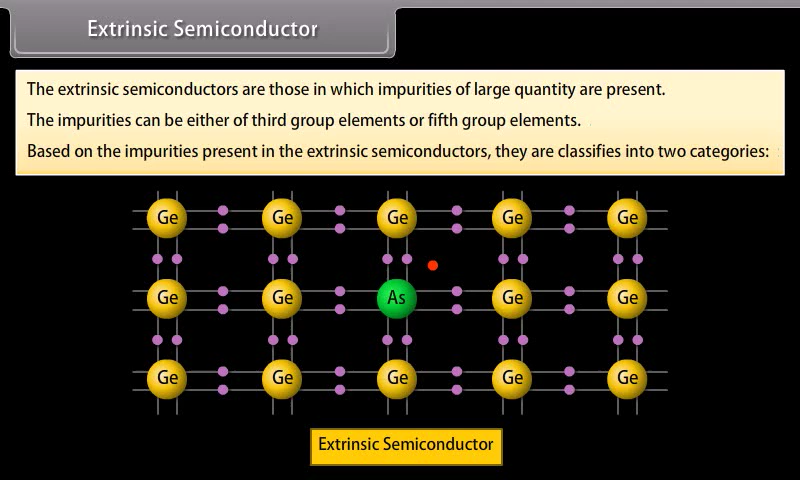 Extrinsic Semiconductor
The extrinsic semiconductors are those in which impurities of large quantity are present.
The impurities can be either of third group elements or fifth group elements.
Based on the impurities present in the extrinsic semiconductors, they are classifies into two categories:
Ge Ge Ge Ge Ge
Ge Ge As Ge Ge
Ge Ge Ge Ge Ge
Extrinsic Semiconductor